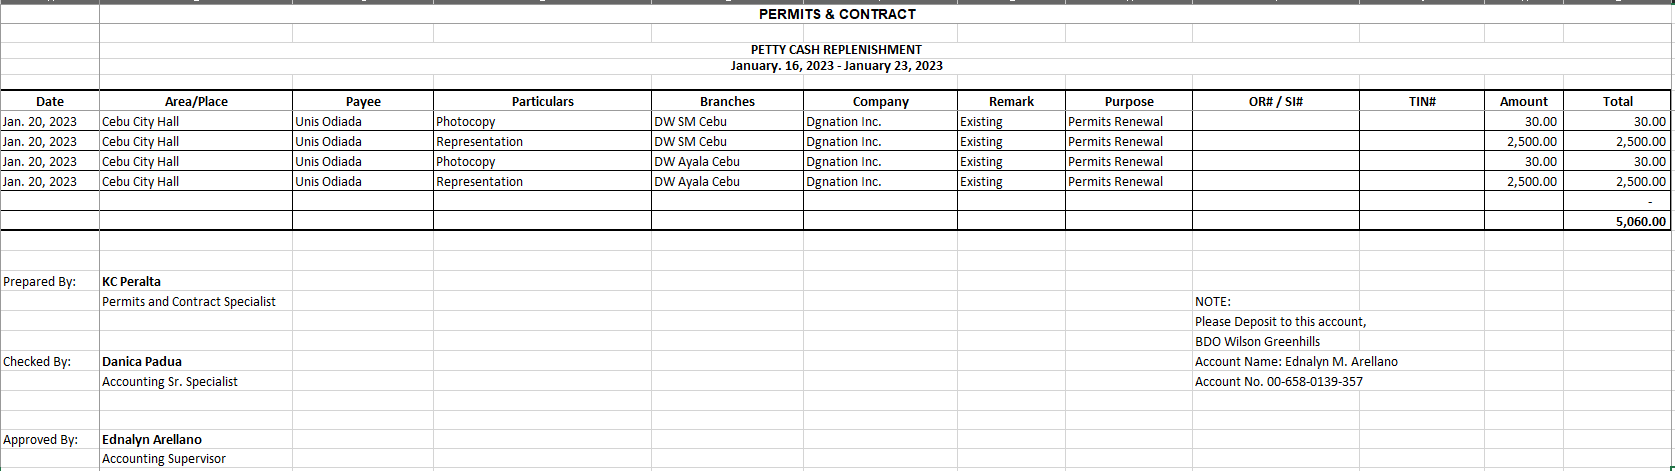 PERMITS & CONTRACT
PETTY CASH REPLENISHMENT
January. 16, 2023 - January 23, 2023
Date Area/Place Payee Particulars Branches Company Remark Purpose OR# / SI# TIN# Amount Total
Jan. 20, 2023 Cebu City Hall Unis Odiada Photocopy DW SM Cebu Dgnation Inc. Existing Permits Renewal 30.00 30.00
Jan. 20, 2023 Cebu City Hall Unis Odiada Representation DW SM Cebu Dgnation Inc. Existing Permits Renewal 2,500.00 2,500.00
Jan. 20, 2023 Cebu City Hall Unis Odiada Photocopy DW Ayala Cebu Dgnation Inc. Existing Permits Renewal 30.00 30.00
Jan. 20, 2023 Cebu City Hall Unis Odiada Representation DW Ayala Cebu Dgnation Inc. Existing Permits Renewal 2,500.00 2,500.00
-
5,060.00
Prepared By: KC Peralta
Permits and Contract Specialist NOTE:
Please Deposit to this account,
BDO Wilson Greenhills
Checked By: Danica Padua Account Name: Ednalyn M. Arellano
Accounting Sr. Specialist Account No. 00-658-0139-357
Approved By: Ednalyn Arellano
Accounting Supervisor